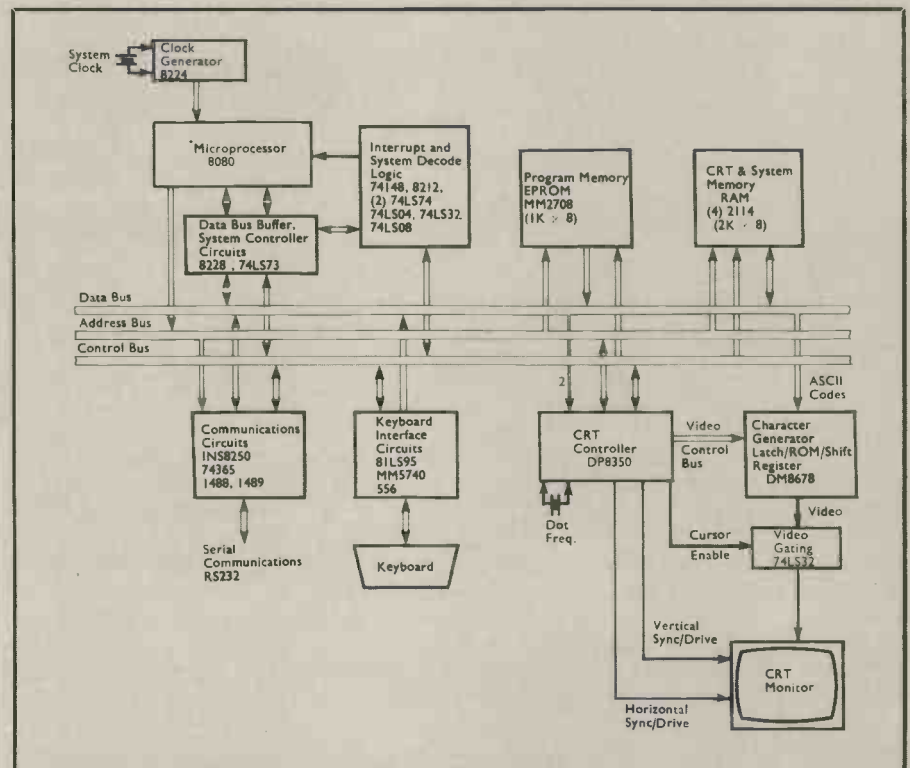 System
Clock
Clock
Generator
8224
Microprocessor
8080
Interrupt and
System Decode
Logic
74148, 8212,
(2) 74LS74
74LS04, 74LS32
74LS08
Program Memory
EPROM
MM2708
(1K × 8)
CRT & System
Memory
RAM
(4) 2114
(2K × 8)
Data Bus Buffer,
System Controller
Circuits
8228 , 74LS73
Data Bus
Address Bus
Control Bus
2
ASCII
Codes
Communications
Circuits
INS8250
74365
1488, 1489
Keyboard
Interface
Circuits
81LS95
MM5740
556
CRT
Controller
DP8350
Video
Control
Bus
Character
Generator
Latch/ROM/Shift
Register
DM8678
Dot
Freq.
Video
Cursor
Enable
Video
Gating
74LS32
Serial
Communications
RS232
Keyboard
Vertical
Sync/Drive
CRT
Monitor
Horizontal
Sync/Drive